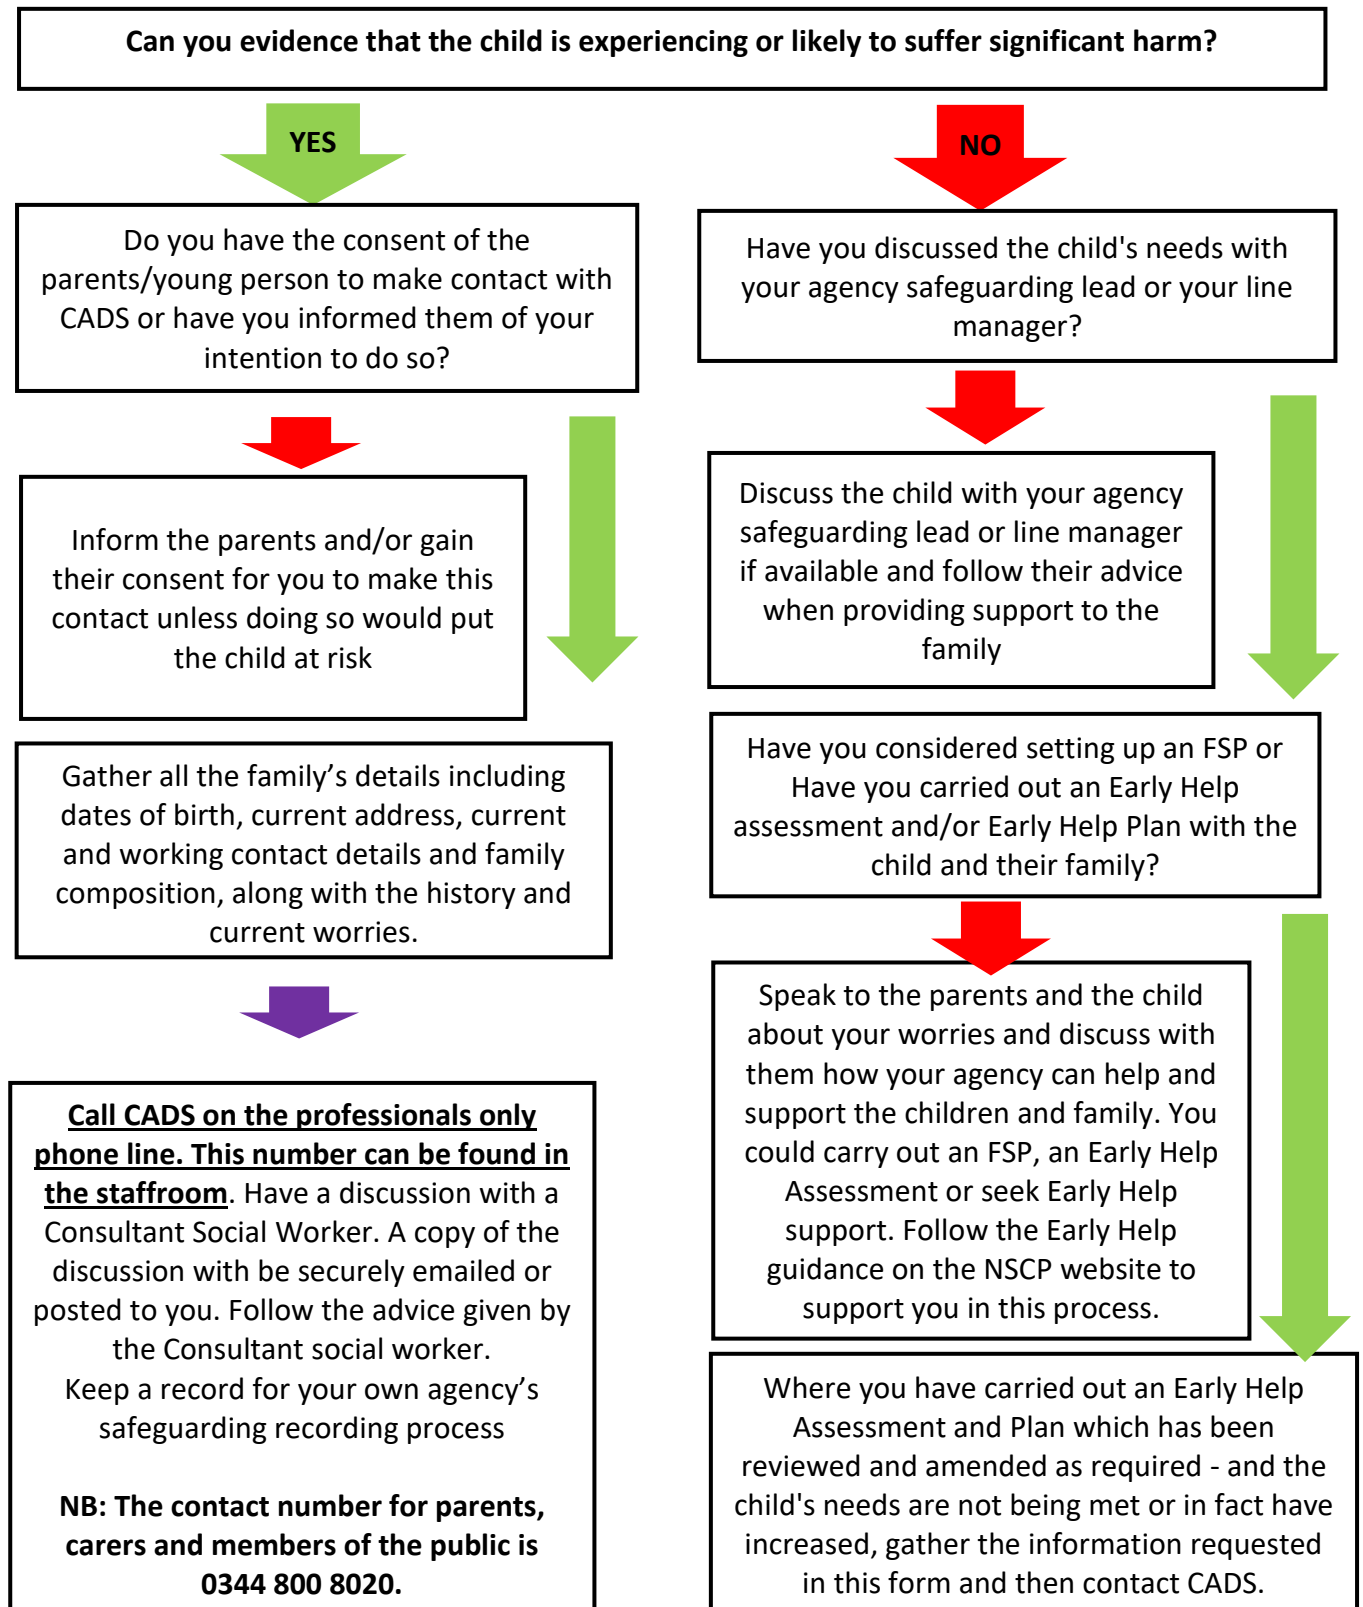 Can you evidence that the child is experiencing or likely to suffer significant harm?
YES
NO
Do you have the consent of the
parents/young person to make contact with
CADS or have you informed them of your
intention to do so?
Inform the parents and/or gain
their consent for you to make this
contact unless doing so would put
the child at risk
Gather all the family’s details including
dates of birth, current address, current
and working contact details and family
composition, along with the history and
current worries.
Call CADS on the professionals only
phone line. This number can be found in
the staffroom. Have a discussion with a
Consultant Social Worker. A copy of the
discussion with be securely emailed or
posted to you. Follow the advice given by
the Consultant social worker.
Keep a record for your own agency’s
safeguarding recording process
NB: The contact number for parents,
carers and members of the public is
0344 800 8020.
Have you discussed the child's needs with
your agency safeguarding lead or your line
manager?
Discuss the child with your agency
safeguarding lead or line manager
if available and follow their advice
when providing support to the
family
Have you considered setting up an FSP or
Have you carried out an Early Help
assessment and/or Early Help Plan with the
child and their family?
Speak to the parents and the child
about your worries and discuss with
them how your agency can help and
support the children and family. You
could carry out an FSP, an Early Help
Assessment or seek Early Help
support. Follow the Early Help
guidance on the NSCP website to
support you in this process.
Where you have carried out an Early Help
Assessment and Plan which has been
reviewed and amended as required - and the
child's needs are not being met or in fact have
increased, gather the information requested
in this form and then contact CADS.